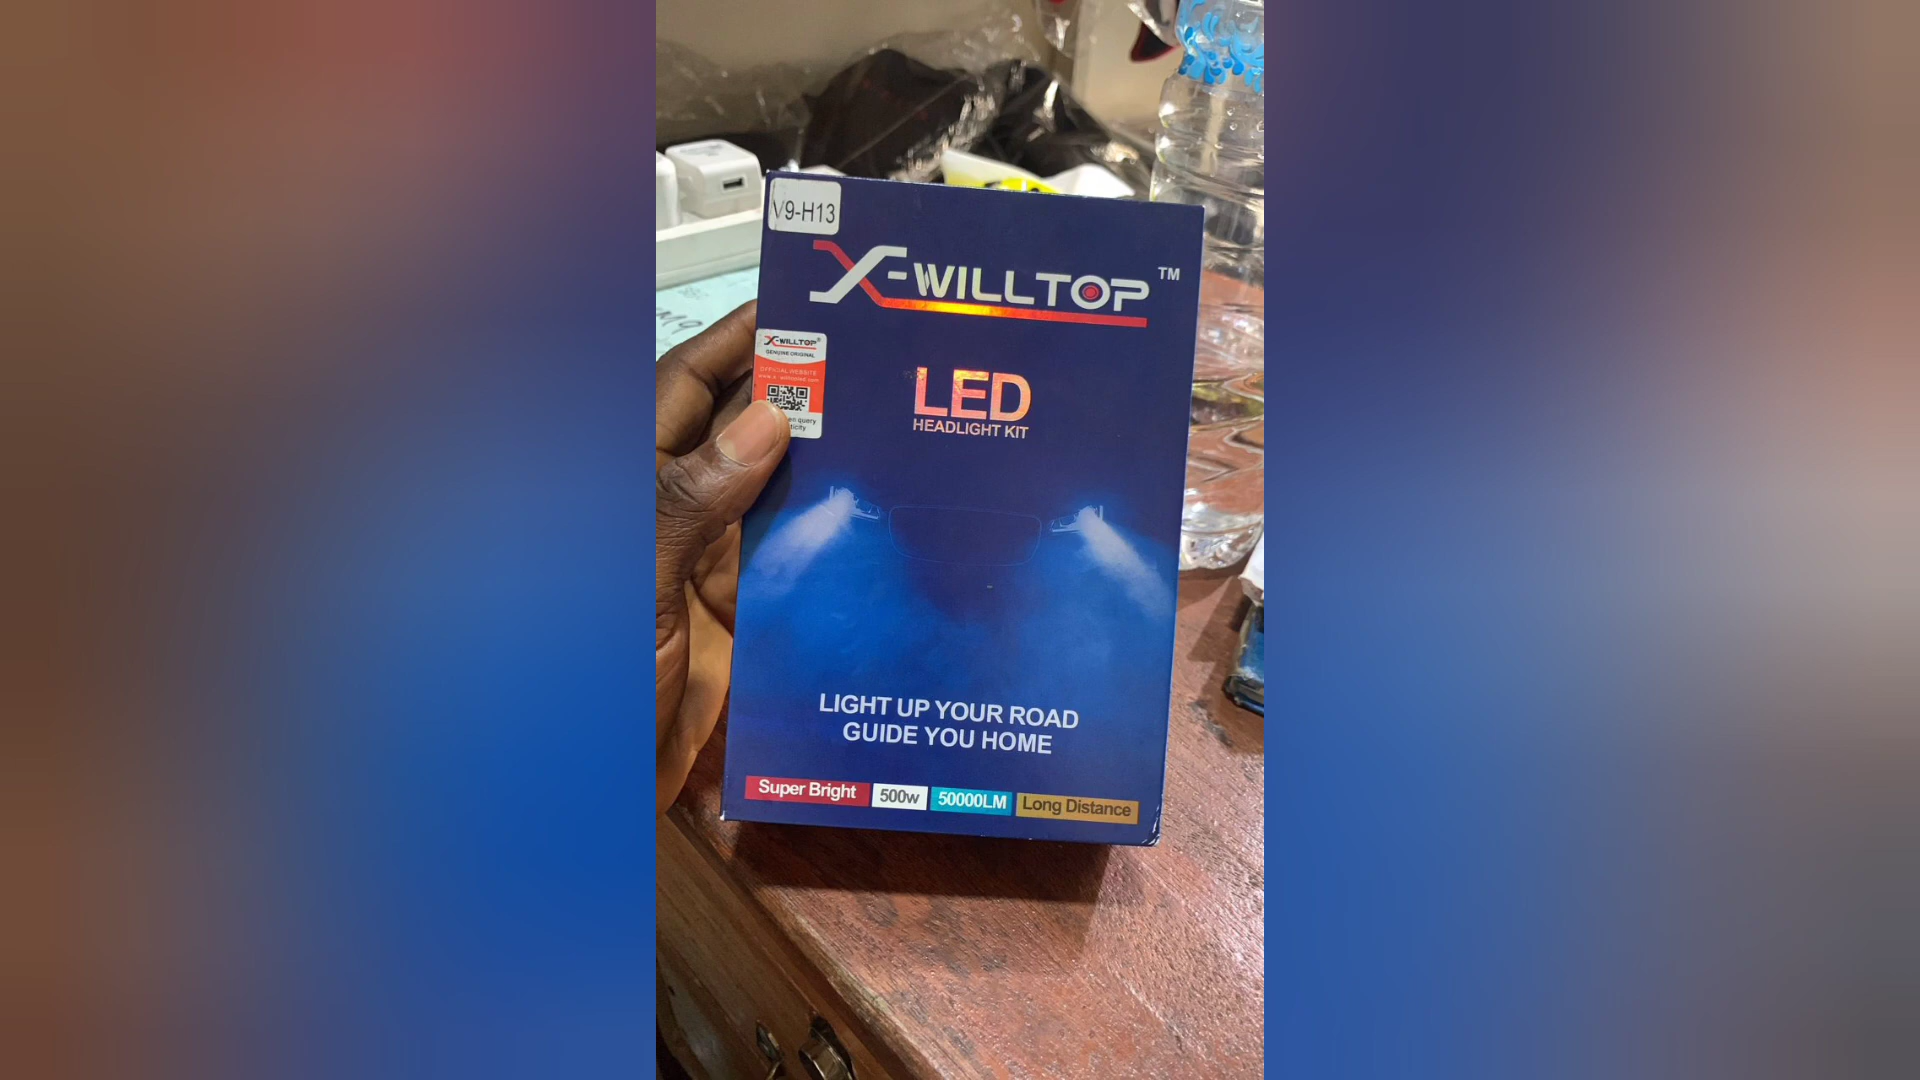 V9-H13
X-WILLTOP™
X-WILLTOP®
GENUINE ORIGINAL
OFFICIAL WEBSITE
LED
HEADLIGHT KIT
LIGHT UP YOUR ROAD
GUIDE YOU HOME
Super Bright 500w 50000LM Long Distance